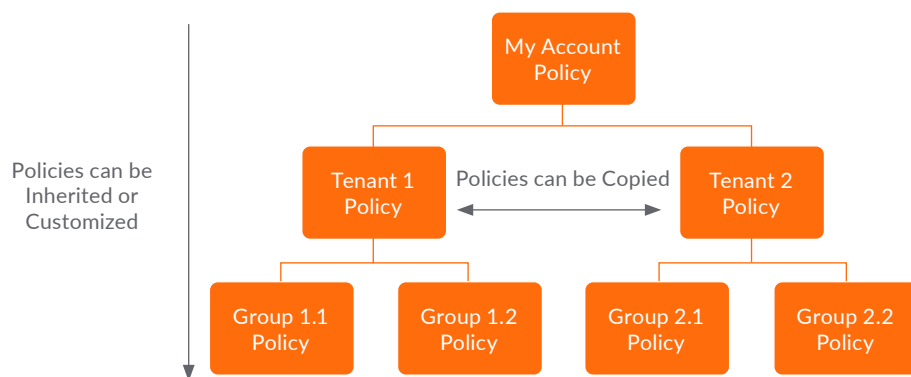 My Account
Policy
Policies can be
Inherited or
Customized
Tenant 1
Policy
Policies can be Copied
Tenant 2
Policy
Group 1.1
Policy
Group 1.2
Policy
Group 2.1
Policy
Group 2.2
Policy